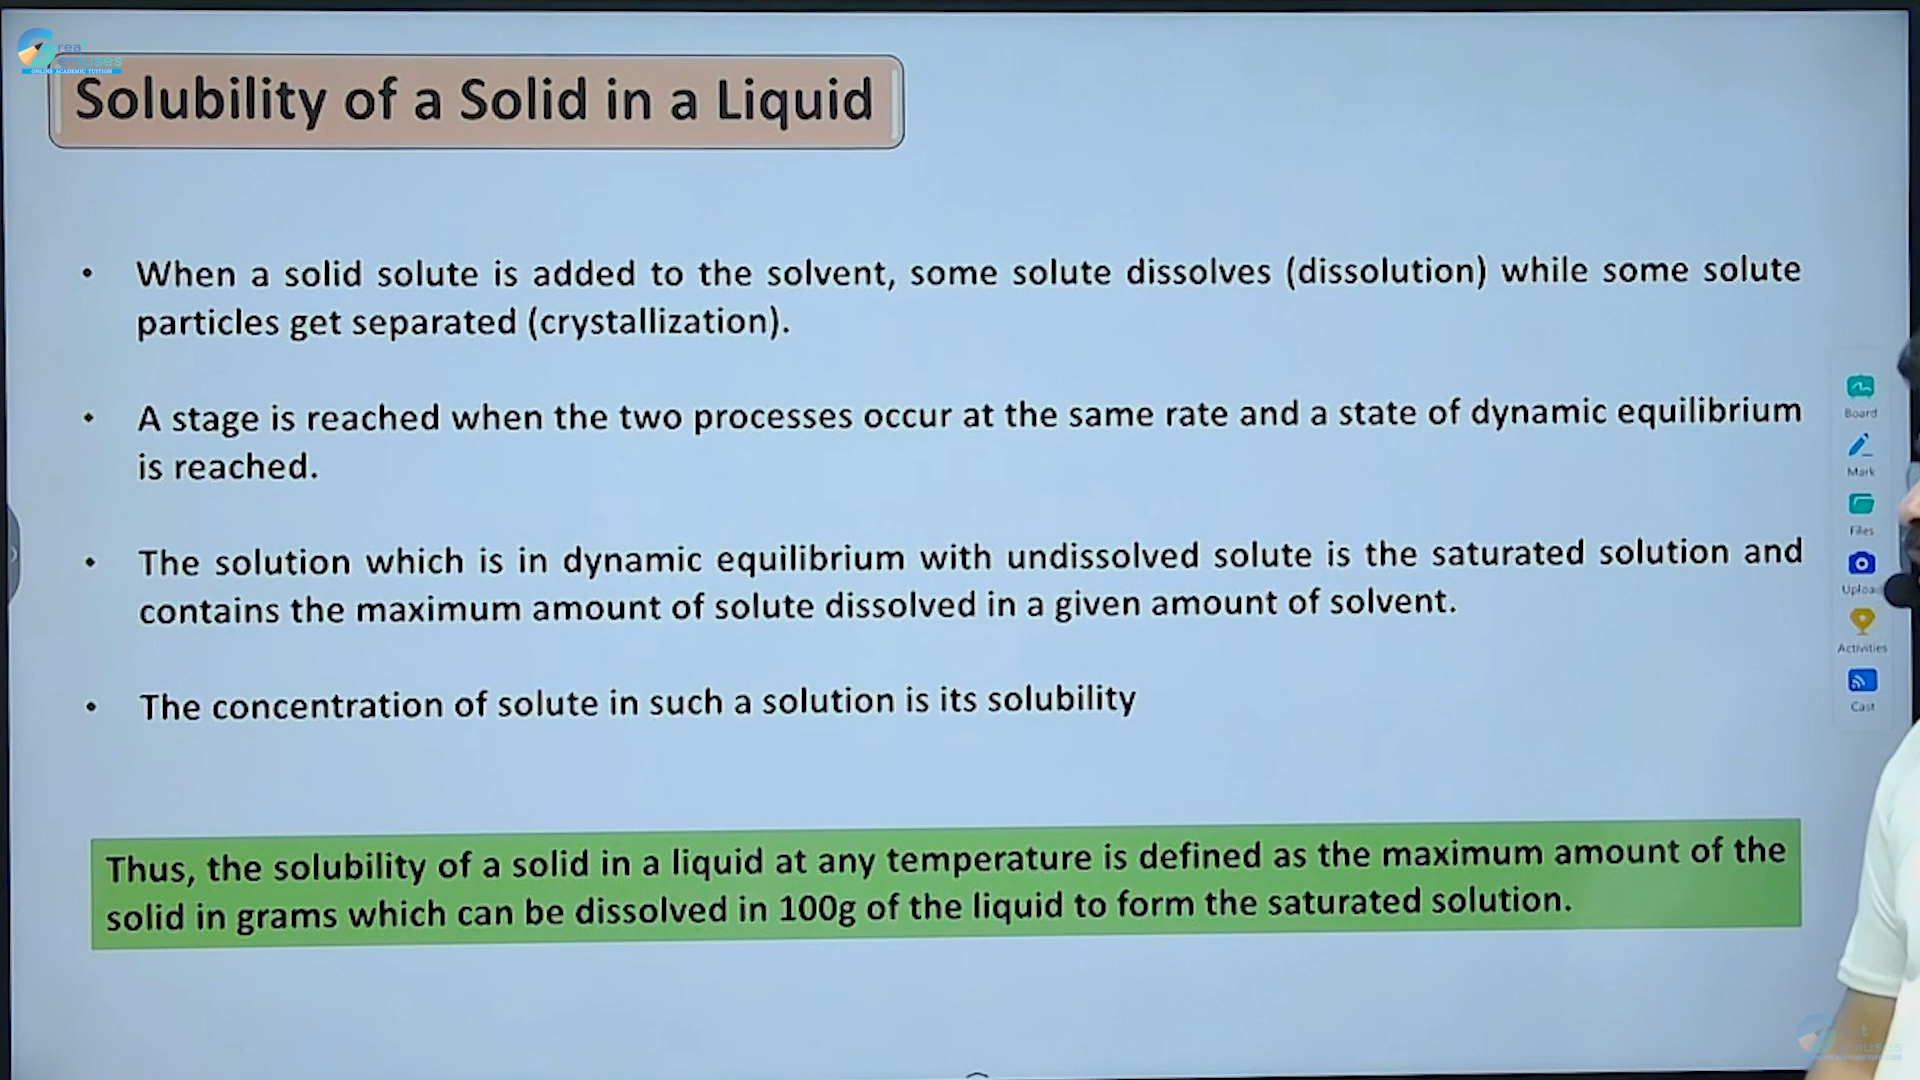 rea
eniuses
ONLINE ACADEMIC TUITION
Solubility of a Solid in a Liquid
• When a solid solute is added to the solvent, some solute dissolves (dissolution) while some solute
particles get separated (crystallization).
• A stage is reached when the two processes occur at the same rate and a state of dynamic equilibrium
is reached.
• The solution which is in dynamic equilibrium with undissolved solute is the saturated solution and
contains the maximum amount of solute dissolved in a given amount of solvent.
• The concentration of solute in such a solution is its solubility
Thus, the solubility of a solid in a liquid at any temperature is defined as the maximum amount of the
solid in grams which can be dissolved in 100g of the liquid to form the saturated solution.
Board
Mark
Files
Uploa
Activities
Cast